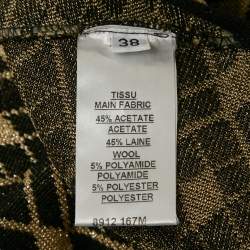 38
TISSU
MAIN FABRIC
45% ACETATE
ACETATE
45% LAINE
WOOL
5% POLYAMIDE
POLYAMIDE
5% POLYESTER
POLYESTER
8912 167M